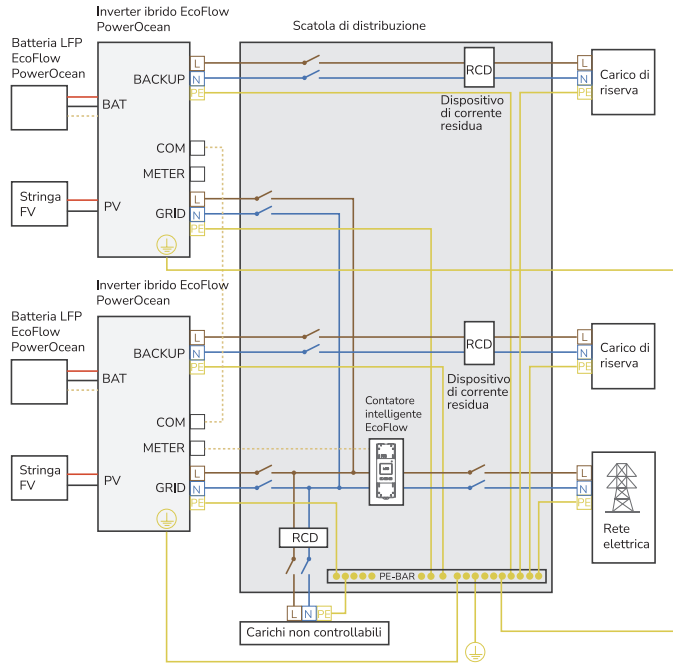 Inverter ibrido EcoFlow
PowerOcean
Scatola di distribuzione
Batteria LFP
EcoFlow
PowerOcean
BACKUP
L
N
PE
RCD
L
N
PE
Carico di
riserva
BAT
Dispositivo
di corrente
residua
COM
METER
Stringa
FV
PV
GRID
L
N
PE
Inverter ibrido EcoFlow
PowerOcean
Batteria LFP
EcoFlow
PowerOcean
BACKUP
L
N
PE
RCD
L
N
PE
Carico di
riserva
BAT
Dispositivo
di corrente
residua
Contatore
intelligente
EcoFlow
COM
METER
Stringa
FV
PV
GRID
L
N
PE
L
N
PE
Rete
elettrica
RCD
PE-BAR
L
N
PE
Carichi non controllabili